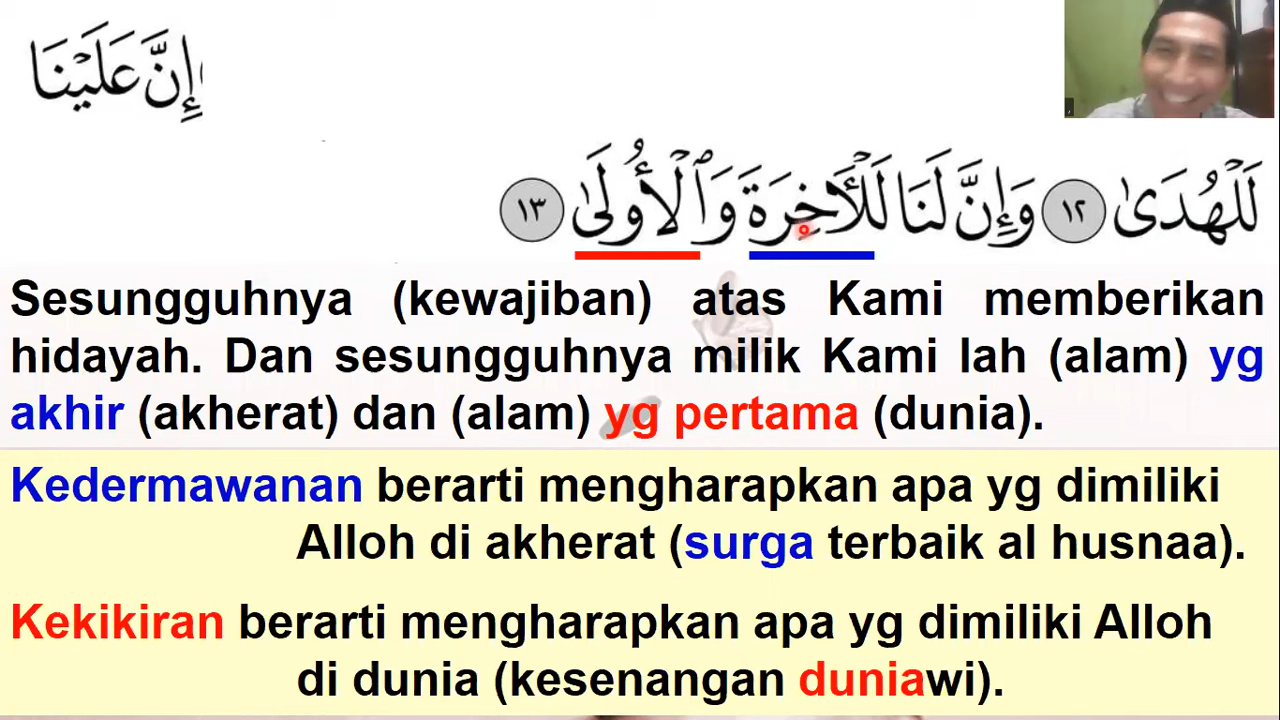 إِنَّ عَلَيْنَا
لَلْهُدَىٰ ١٢ وَإِنَّ لَنَا لَلْـَٔاخِرَةَ وَٱلْأُولَىٰ ١٣
Sesungguhnya (kewajiban) atas Kami memberikan
hidayah. Dan sesungguhnya milik Kami lah (alam) yg
akhir (akherat) dan (alam) yg pertama (dunia).
Kedermawanan berarti mengharapkan apa yg dimiliki
Alloh di akherat (surga terbaik al husnaa).
Kekikiran berarti mengharapkan apa yg dimiliki Alloh
di dunia (kesenangan duniawi).